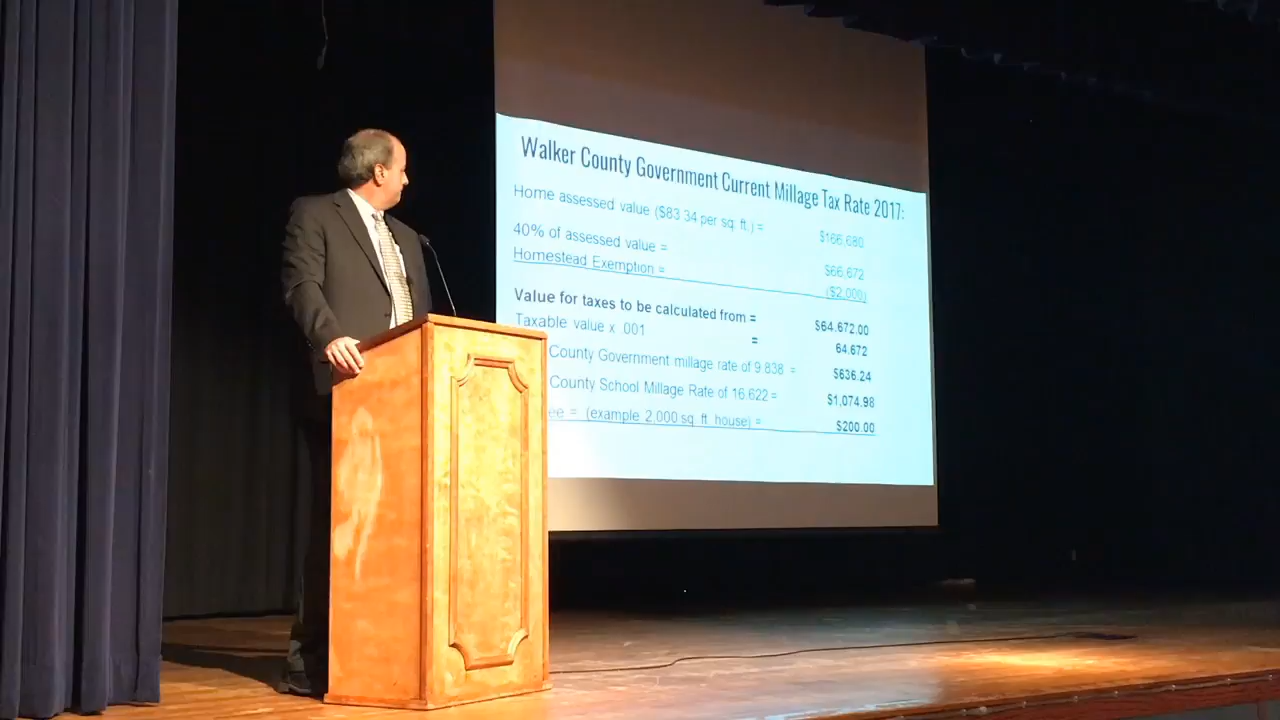 Walker County Government Current Millage Tax Rate 2017:
Home assessed value ($83.34 per sq. ft.) = $166,680
40% of assessed value = $66,672
Homestead Exemption = ($2,000)
Value for taxes to be calculated from = $64,672.00
Taxable value x .001 = 64.672
County Government millage rate of 9.838 = $636.24
County School Millage Rate of 16.622 = $1,074.98
ee = (example 2,000 sq. ft. house) = $200.00